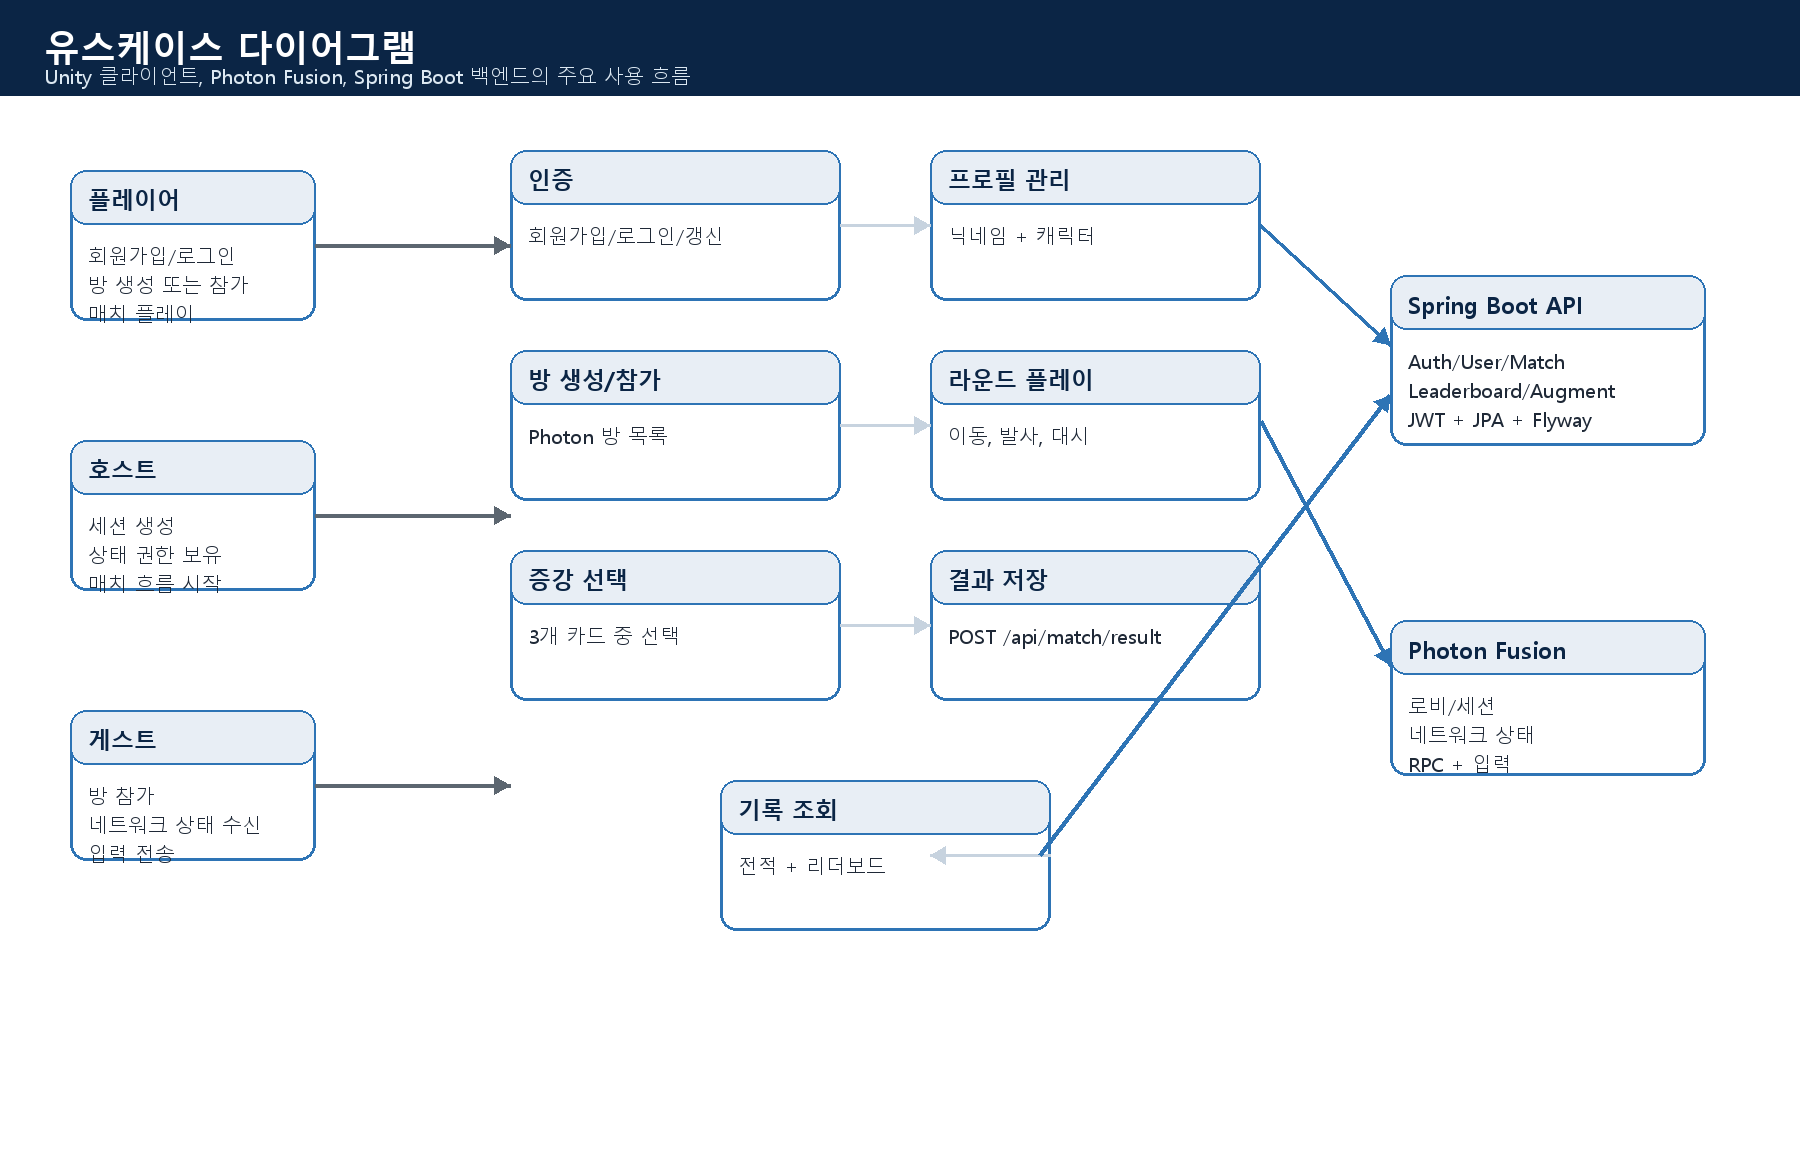 유스케이스 다이어그램
Unity 클라이언트, Photon Fusion, Spring Boot 백엔드의 주요 사용 흐름
플레이어
회원가입/로그인
방 생성 또는 참가
매치 플레이
인증
회원가입/로그인/갱신
프로필 관리
닉네임 + 캐릭터
Spring Boot API
Auth/User/Match
Leaderboard/Augment
JWT + JPA + Flyway
방 생성/참가
Photon 방 목록
라운드 플레이
이동, 발사, 대시
호스트
세션 생성
상태 권한 보유
매치 흐름 시작
증강 선택
3개 카드 중 선택
결과 저장
POST /api/match/result
Photon Fusion
로비/세션
네트워크 상태
RPC + 입력
게스트
방 참가
네트워크 상태 수신
입력 전송
기록 조회
전적 + 리더보드